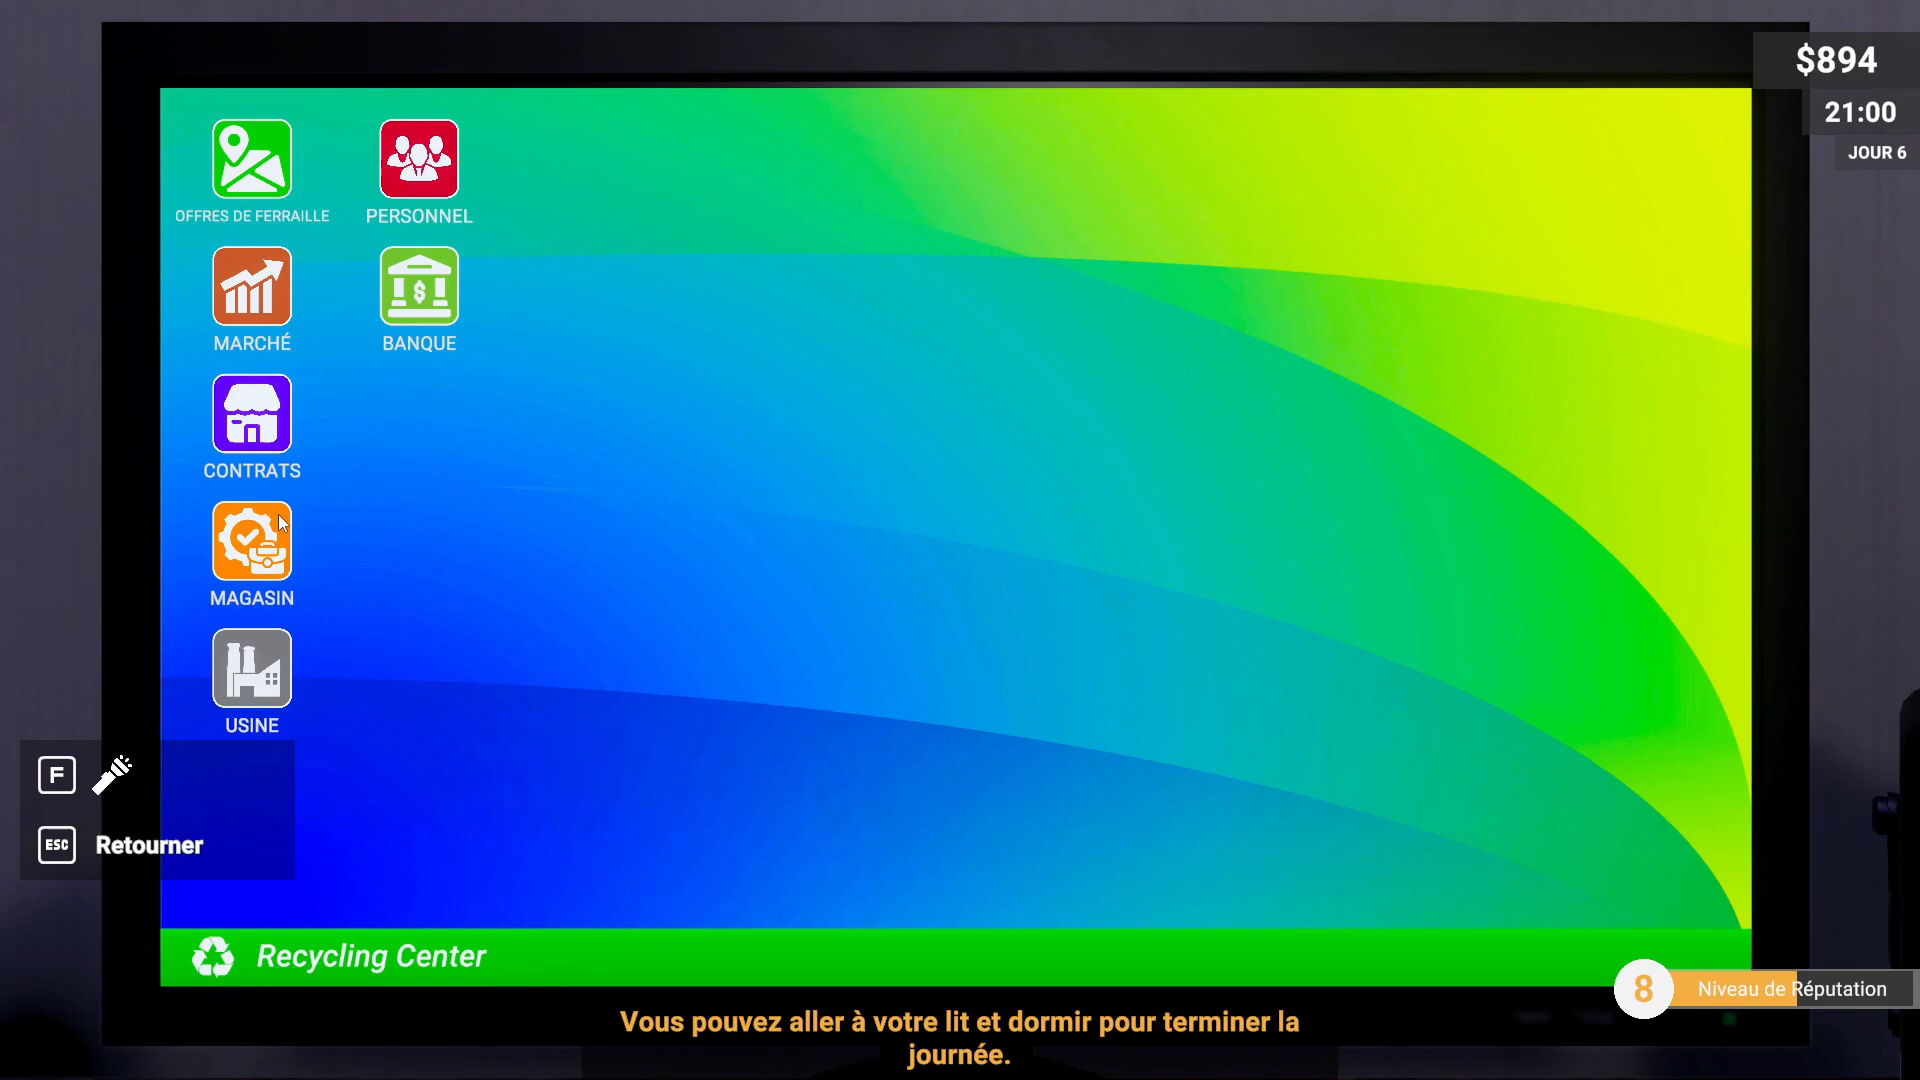 $894
21:00
JOUR 6
OFFRES DE FERRAILLE
PERSONNEL
MARCHÉ
BANQUE
CONTRATS
MAGASIN
USINE
F
ESC Retourner
Recycling Center
8 Niveau de Réputation
Vous pouvez aller à votre lit et dormir pour terminer la
journée.